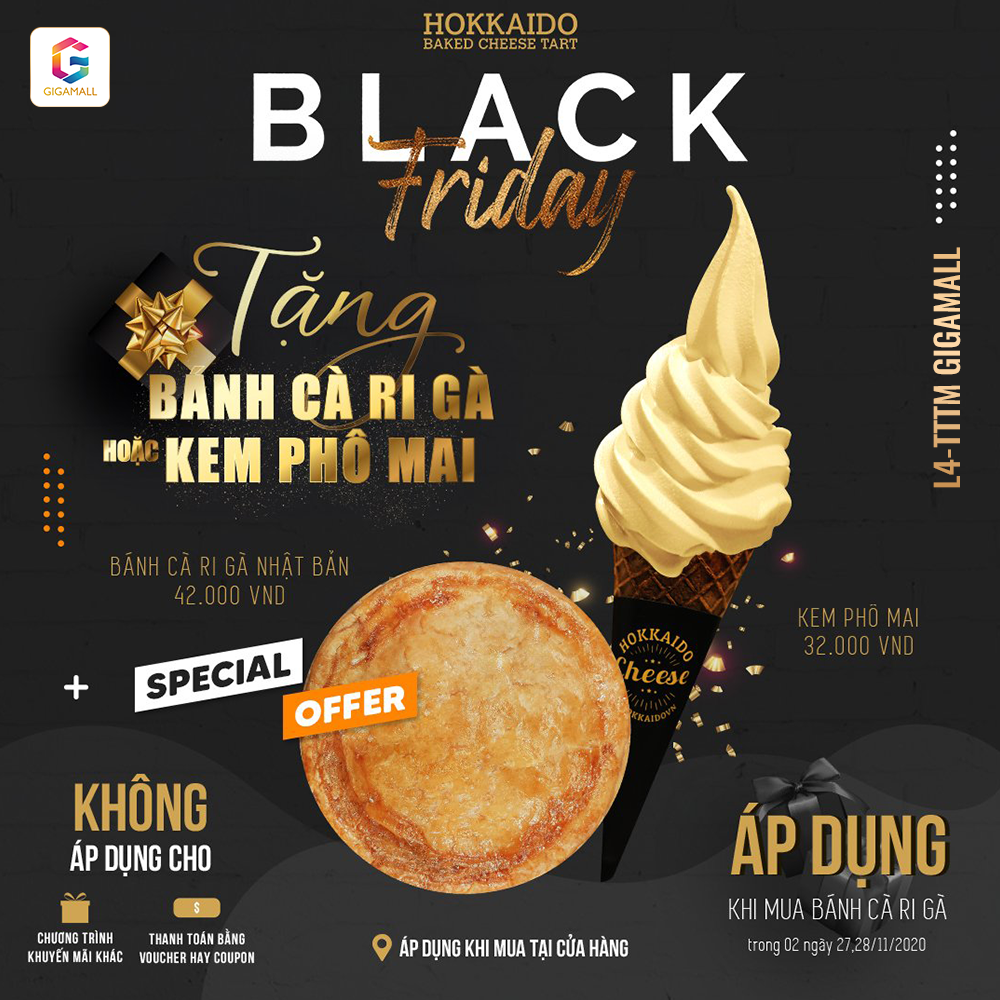 HOKKAIDO
BAKED CHEESE TART
GIGAMALL
BLACK
Friday
Tặng
BÁNH CÀ RI GÀ
HOẶC KEM PHÔ MAI
L4-TTTM GIGAMALL
BÁNH CÀ RI GÀ NHẬT BẢN
42.000 VND
KEM PHÔ MAI
32.000 VND
HOKKAIDO
Cheese
HOKKAIDOVN
+
SPECIAL
OFFER
KHÔNG
ÁP DỤNG CHO
$
CHƯƠNG TRÌNH
KHUYẾN MÃI KHÁC
THANH TOÁN BẰNG
VOUCHER HAY COUPON
ÁP DỤNG KHI MUA TẠI CỬA HÀNG
ÁP DỤNG
KHI MUA BÁNH CÀ RI GÀ
trong 02 ngày 27,28/11/2020